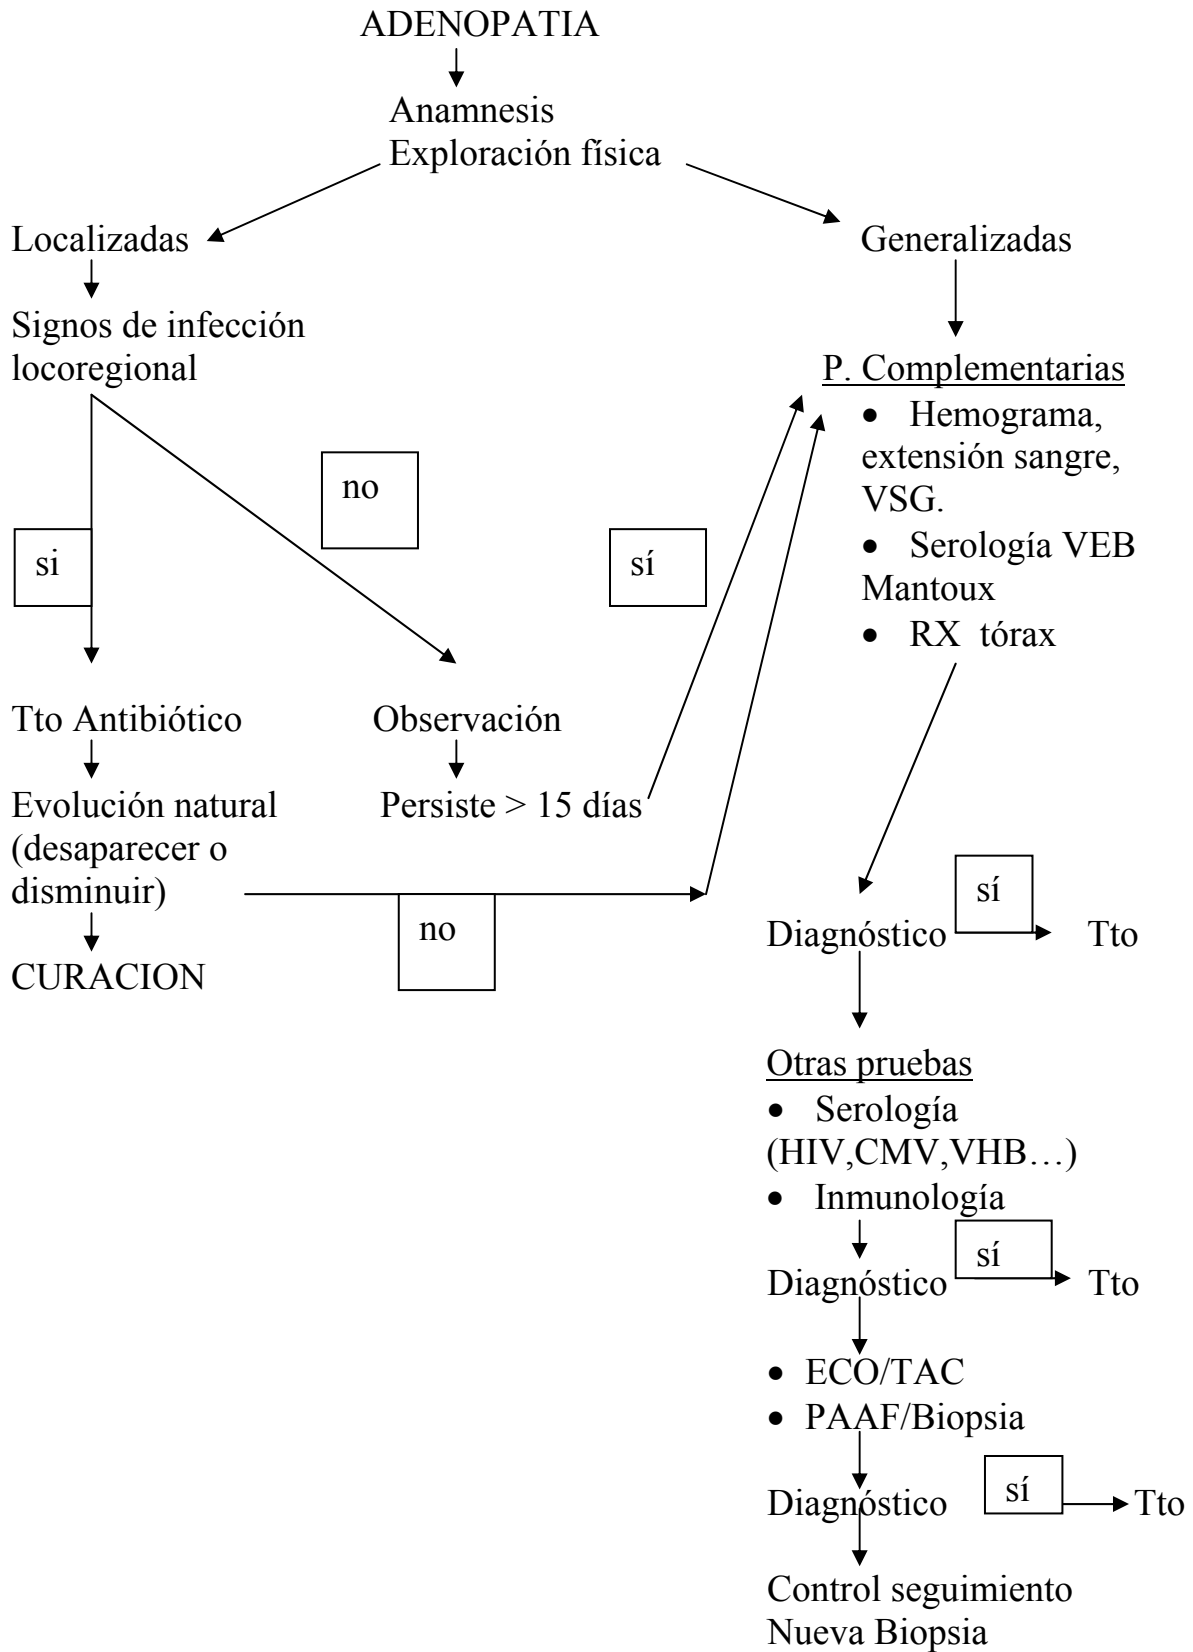 ADENOPATIA
Anamnesis
Exploración física
Localizadas
Generalizadas
Signos de infección
locoregional
P. Complementarias
• Hemograma,
extensión sangre,
VSG.
• Serología VEB
Mantoux
• RX tórax
no
si
sí
Tto Antibiótico
Observación
Evolución natural
(desaparecer o
disminuir)
Persiste > 15 días
no
CURACION
Diagnóstico
sí
Tto
Otras pruebas
• Serología
(HIV,CMV,VHB…)
• Inmunología
Diagnóstico
sí
Tto
• ECO/TAC
• PAAF/Biopsia
Diagnóstico
sí
Tto
Control seguimiento
Nueva Biopsia